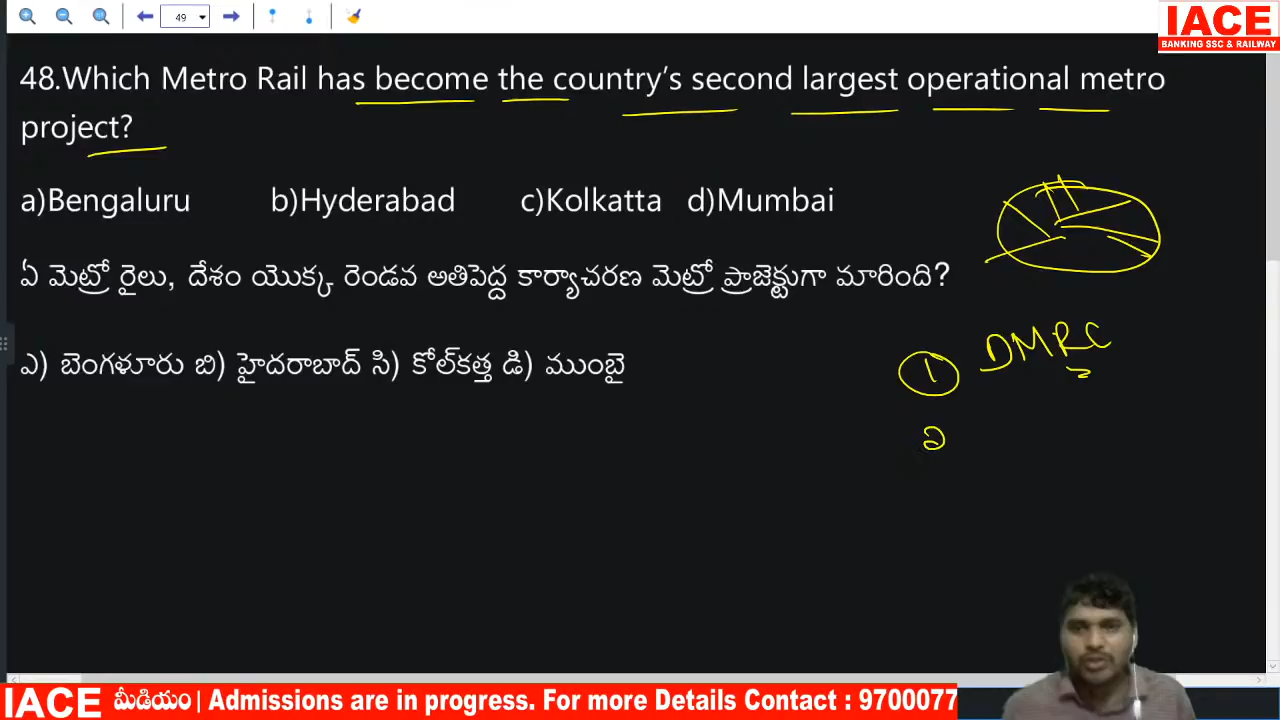 49
IACE
BANKING SSC & RAILWAY
48.Which Metro Rail has become the country's second largest operational metro
project?
a)Bengaluru b)Hyderabad c)Kolkatta d)Mumbai
ఏ మెట్రో రైలు, దేశం యొక్క రెండవ అతిపెద్ద కార్యాచరణ మెట్రో ప్రాజెక్టుగా మారింది?
1 DMRC
ఎ) బెంగళూరు బి) హైదరాబాద్ సి) కోల్‌కత్త డి) ముంబై
2
IACE మీడియం | Admissions are in progress. For more Details Contact : 9700077